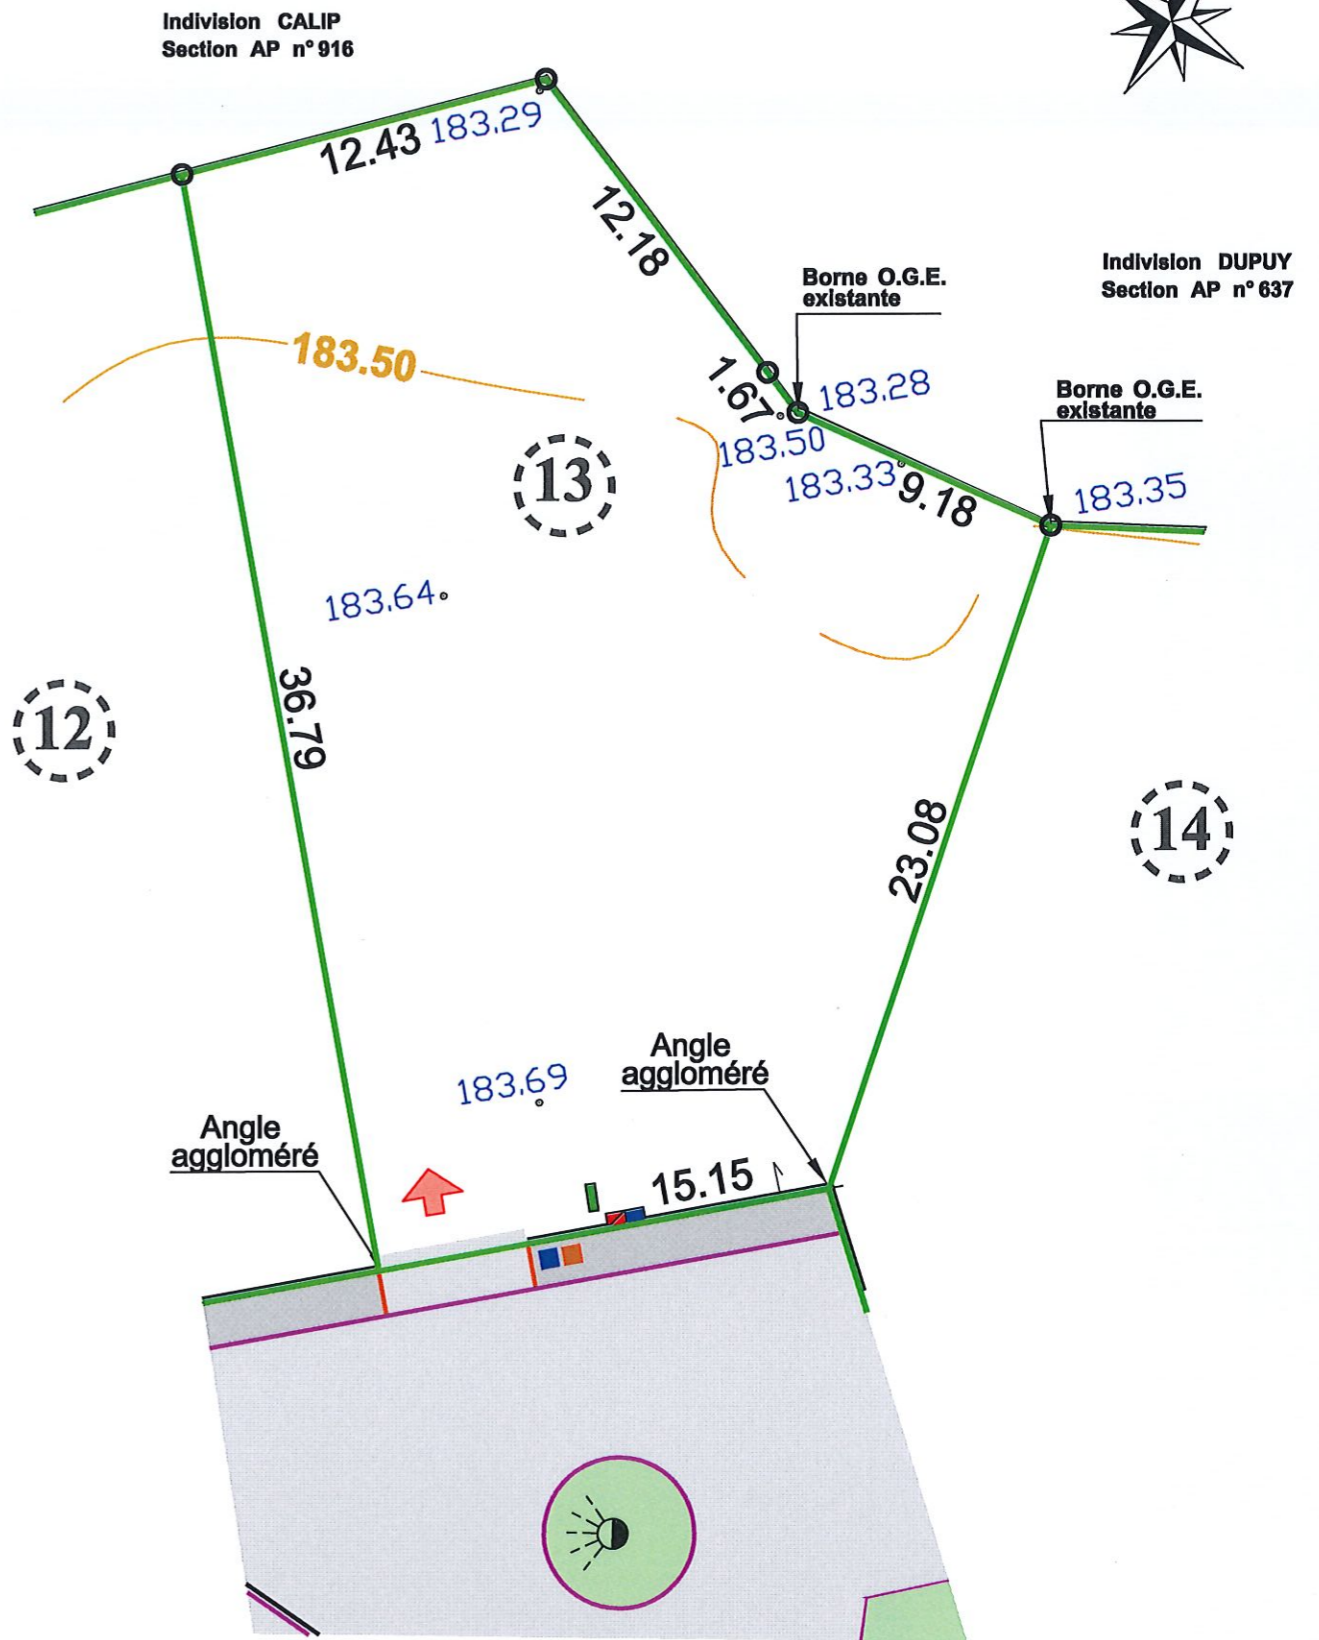 Indivision CALIP
Section AP n° 916
12.43
183.29
12.18
Indivision DUPUY
Section AP n° 637
Borne O.G.E.
existante
183.50
1.67
183.28
Borne O.G.E.
existante
183.50
183.33
9.18
183.35
13
183.64
36.79
12
14
23.08
183.69
Angle
aggloméré
Angle
aggloméré
15.15